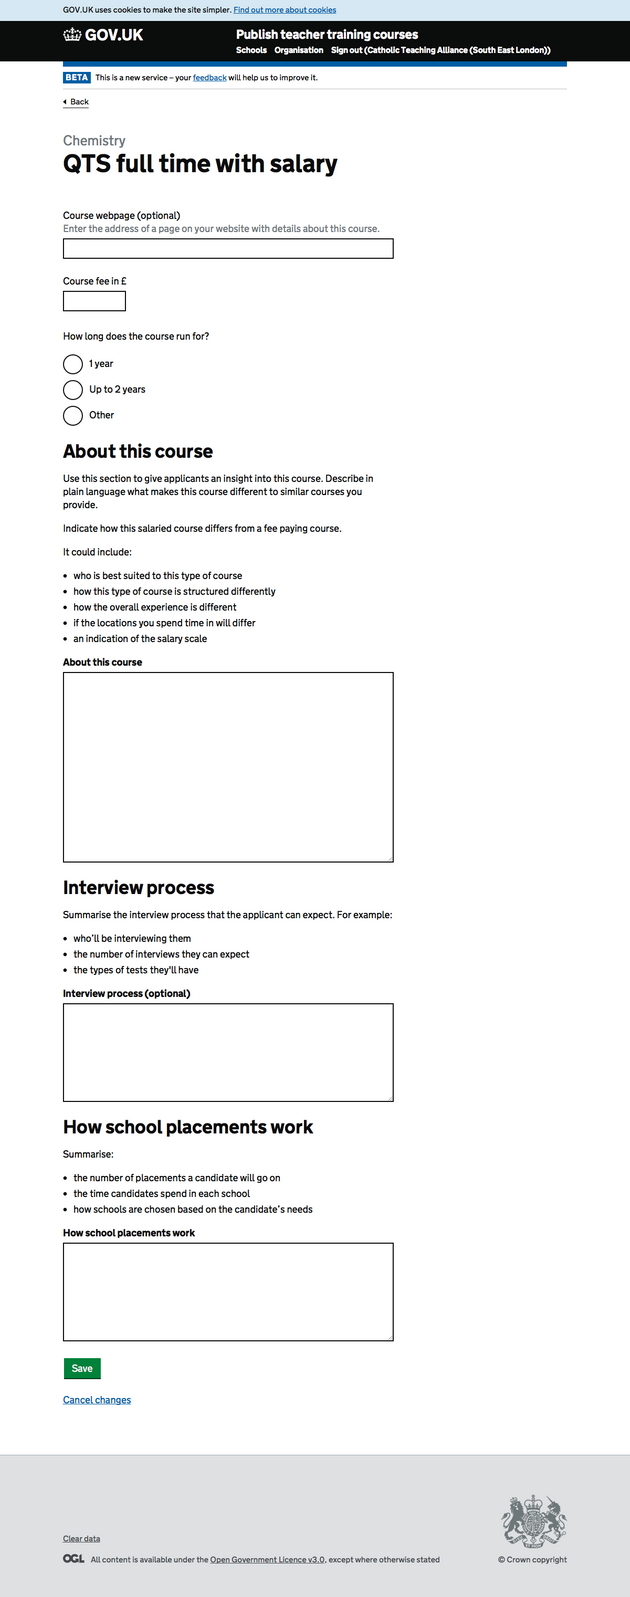 GOV.UK uses cookies to make the site simpler. Find out more about cookies
GOV.UK
Publish teacher training courses
Schools Organisation Sign out (Catholic Teaching Alliance (South East London))
BETA This is a new service – your feedback will help us to improve it.
Back
Chemistry
QTS full time with salary
Course webpage (optional)
Enter the address of a page on your website with details about this course.
Course fee in £
How long does the course run for?
1 year
Up to 2 years
Other
About this course
Use this section to give applicants an insight into this course. Describe in
plain language what makes this course different to similar courses you
provide.
Indicate how this salaried course differs from a fee paying course.
It could include:
• who is best suited to this type of course
• how this type of course is structured differently
• how the overall experience is different
• if the locations you spend time in will differ
• an indication of the salary scale
About this course
Interview process
Summarise the interview process that the applicant can expect. For example:
• who'll be interviewing them
• the number of interviews they can expect
• the types of tests they'll have
Interview process (optional)
How school placements work
Summarise:
• the number of placements a candidate will go on
• the time candidates spend in each school
• how schools are chosen based on the candidate's needs
How school placements work
Save
Cancel changes
Clear data
OGL All content is available under the Open Government Licence v3.0, except where otherwise stated
© Crown copyright